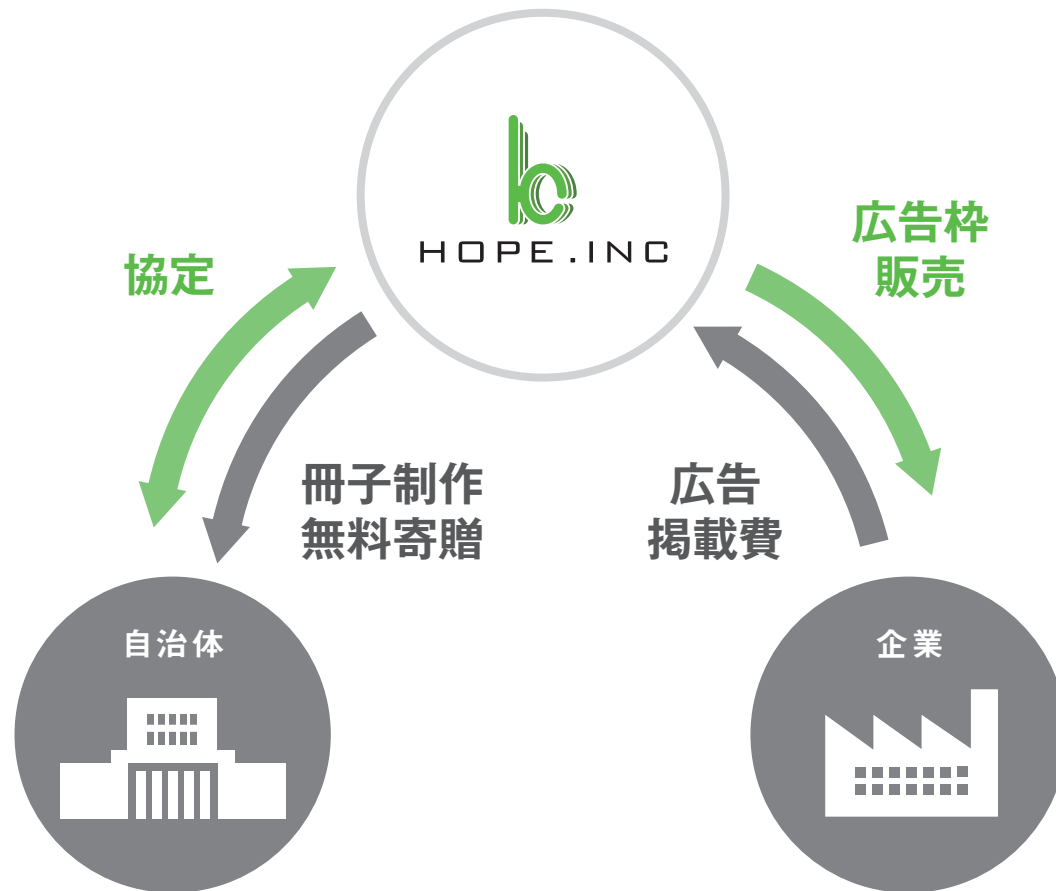 HOPE.INC
協定
広告枠
販売
冊子制作
無料寄贈
広告
掲載費
自治体
企業